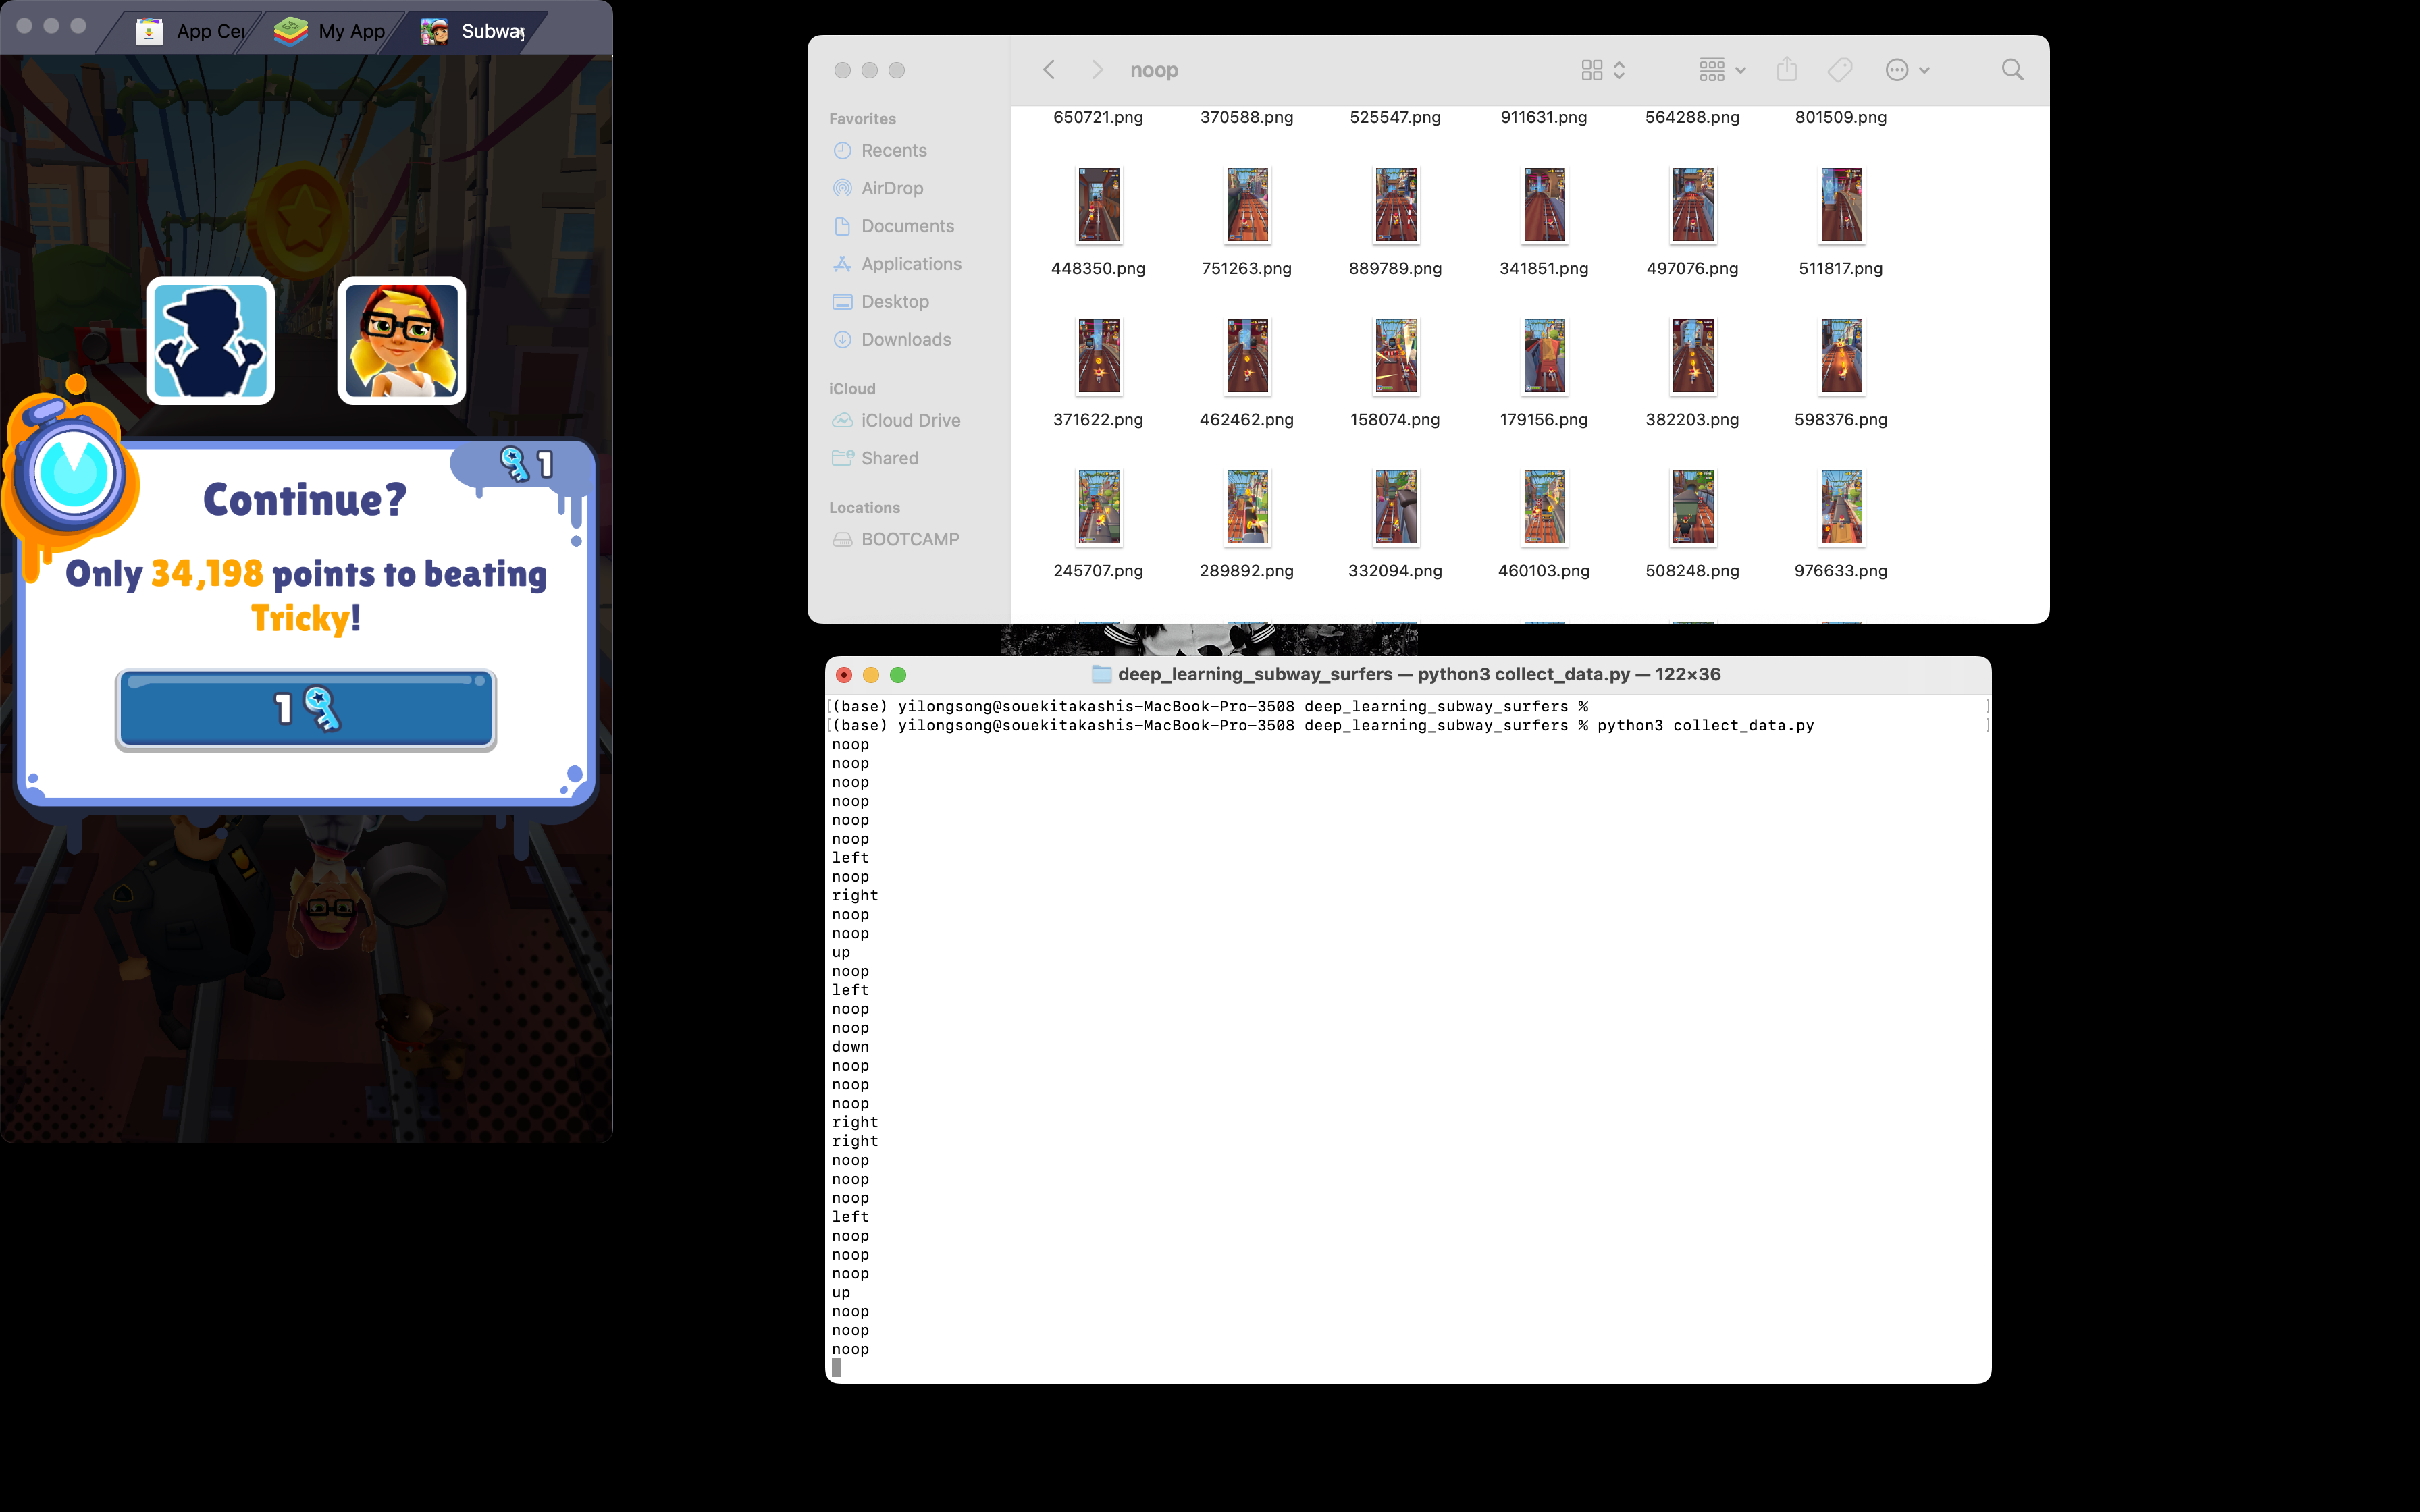 App Cer
My App
Subway
1
Continue?
Only 34,198 points to beating
Tricky!
1
noop
Favorites
Recents
AirDrop
Documents
Applications
Desktop
Downloads
iCloud
iCloud Drive
Shared
Locations
BOOTCAMP
650721.png 370588.png 525547.png 911631.png 564288.png 801509.png
448350.png 751263.png 889789.png 341851.png 497076.png 511817.png
371622.png 462462.png 158074.png 179156.png 382203.png 598376.png
245707.png 289892.png 332094.png 460103.png 508248.png 976633.png
deep_learning_subway_surfers — python3 collect_data.py — 122×36
[(base) yilongsong@souekitakashis-MacBook-Pro-3508 deep_learning_subway_surfers % ]
[(base) yilongsong@souekitakashis-MacBook-Pro-3508 deep_learning_subway_surfers % python3 collect_data.py ]
noop
noop
noop
noop
noop
noop
left
noop
right
noop
noop
up
noop
left
noop
noop
down
noop
noop
noop
right
right
noop
noop
noop
left
noop
noop
noop
up
noop
noop
noop